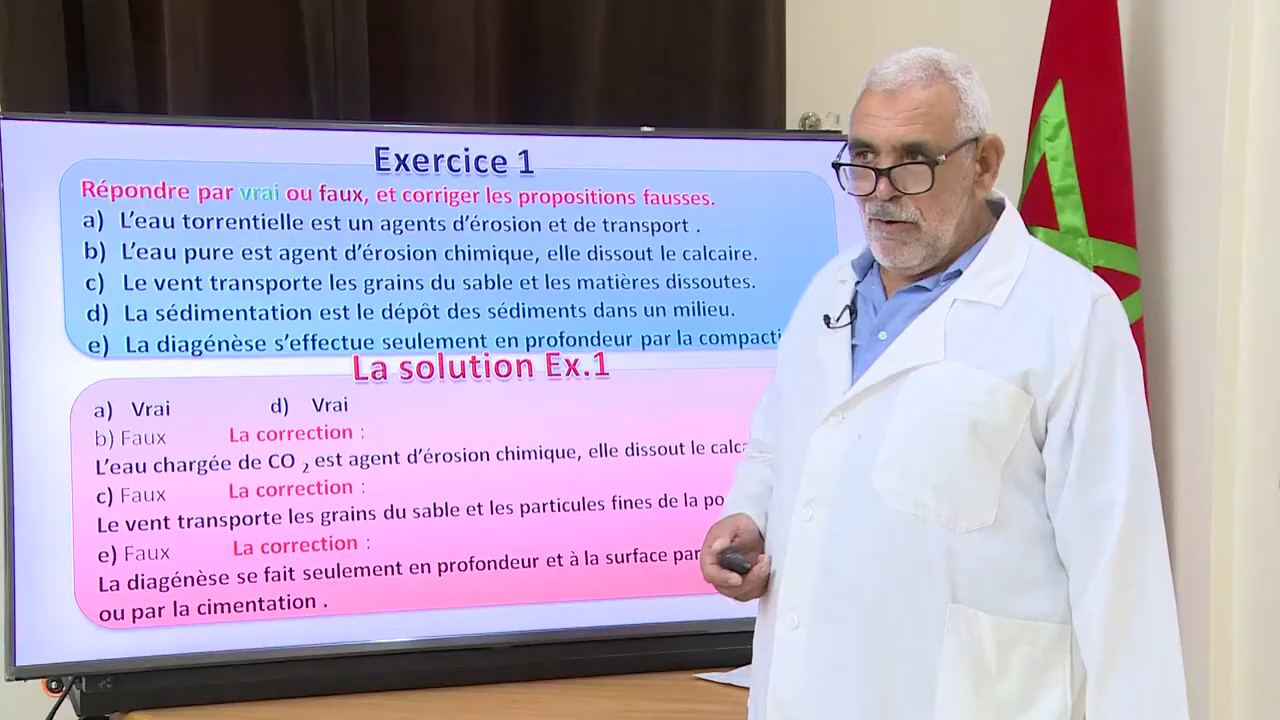 Exercice 1
Répondre par vrai ou faux, et corriger les propositions fausses.
a) L'eau torrentielle est un agents d'érosion et de transport .
b) L'eau pure est agent d'érosion chimique, elle dissout le calcaire.
c) Le vent transporte les grains du sable et les matières dissoutes.
d) La sédimentation est le dépôt des sédiments dans un milieu.
e) La diagénèse s'effectue seulement en profondeur par la compacti
La solution Ex.1
a) Vrai d) Vrai
b) Faux La correction :
L'eau chargée de CO 2 est agent d'érosion chimique, elle dissout le calca
c) Faux La correction :
Le vent transporte les grains du sable et les particules fines de la po
e) Faux La correction :
La diagénèse se fait seulement en profondeur et à la surface par
ou par la cimentation .